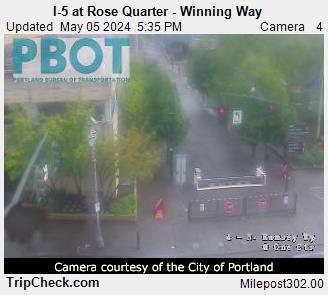 I-5 at Rose Quarter - Winning Way
Updated May 05 2024 5:35 PM Camera 4
PBOT
PORTLAND BUREAU OF TRANSPORTATION
Camera courtesy of the City of Portland
TripCheck.com Milepost302.00